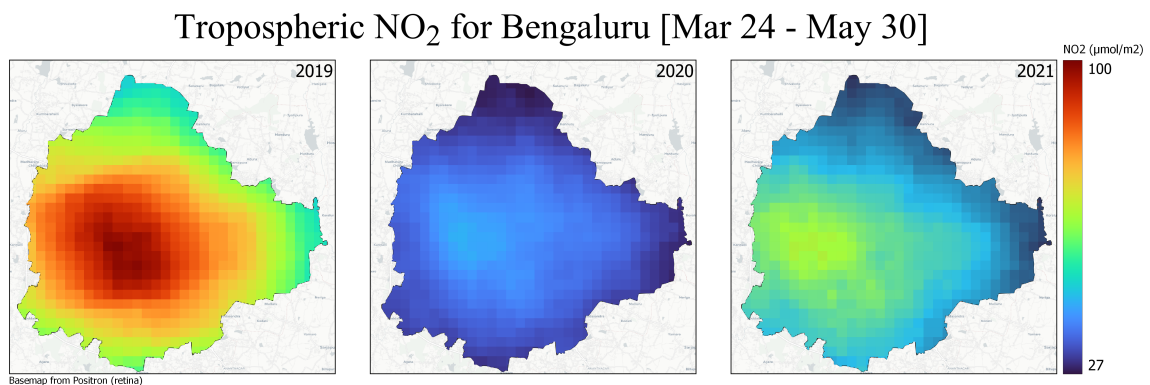 Tropospheric NO2 for Bengaluru [Mar 24 - May 30]
2019
2020
2021
NO2 (μmol/m2)
100
27
Basemap from Positron (retina)